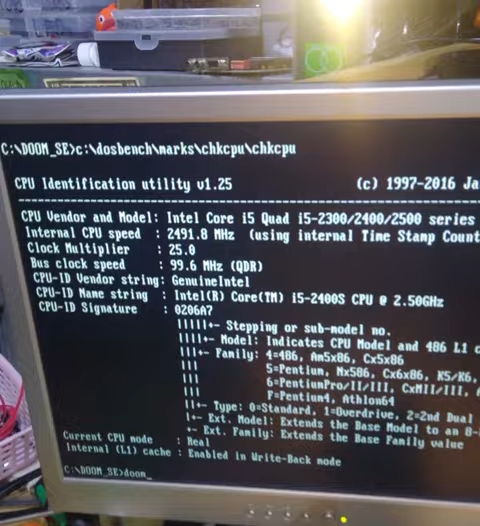 C:\DOOM_SE>c:\dosbench\marks\chkcpu\chkcpu
CPU Identification utility v1.25 (c) 1997-2016 Ja
CPU Vendor and Model: Intel Core i5 Quad i5-2300/2400/2500 series
Internal CPU speed : 2491.8 MHz (using internal Time Stamp Count
Clock Multiplier : 25.0
Bus clock speed : 99.6 MHz (QDR)
CPU-ID Vendor string: GenuineIntel
CPU-ID Name string : Intel(R) Core(TM) i5-2400S CPU @ 2.50GHz
CPU-ID Signature : 0206A7
||||||+- Stepping or sub-model no.
|||||+- Model: Indicates CPU Model and 486 L1 c
||||+- Family: 4=486, Am5x86, Cx5x86
||| 5=Pentium, Nx586, Cx6x86, K5/K6,
||| 6=PentiumPro/II/III, CxMII/III,
||| F=Pentium4, Athlon64
|||+- Type: 0=Standard, 1=Overdrive, 2=2nd Dual
|+- Ext. Model: Extends the Base Model to an 8-
+- Ext. Family: Extends the Base Family value
Current CPU mode : Real
Internal (L1) cache : Enabled in Write-Back mode
C:\DOOM_SE>doom_